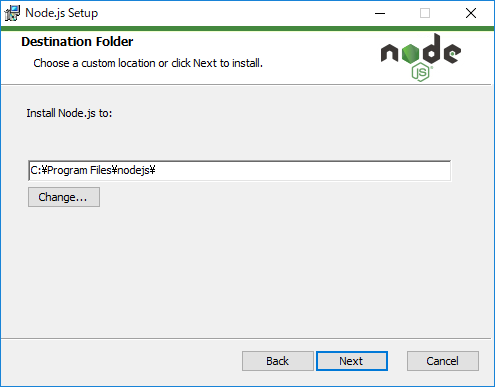 Node.js Setup
Destination Folder
Choose a custom location or click Next to install.
node
JS
Install Node.js to:
C:¥Program Files¥nodejs¥
Change...
Back
Next
Cancel